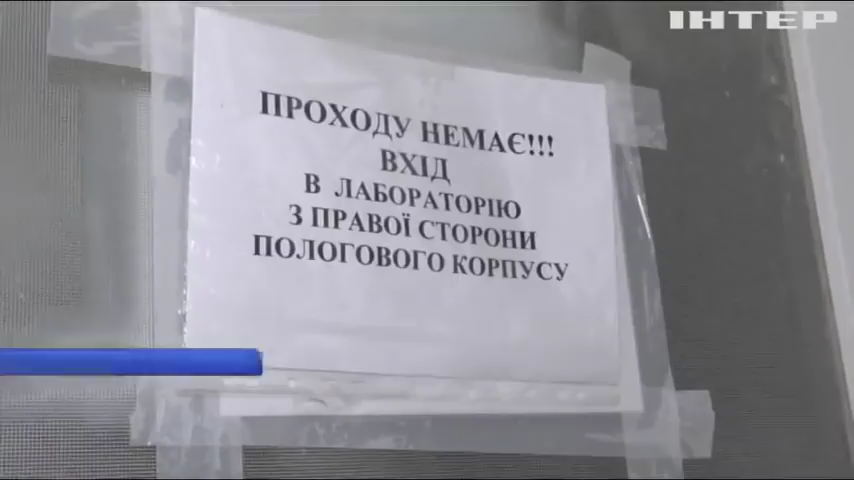 ІНТЕР
ПРОХОДУ НЕМАЄ!!!
ВХІД
В ЛАБОРАТОРІЮ
З ПРАВОЇ СТОРОНИ
ПОЛОГОВОГО КОРПУСУ